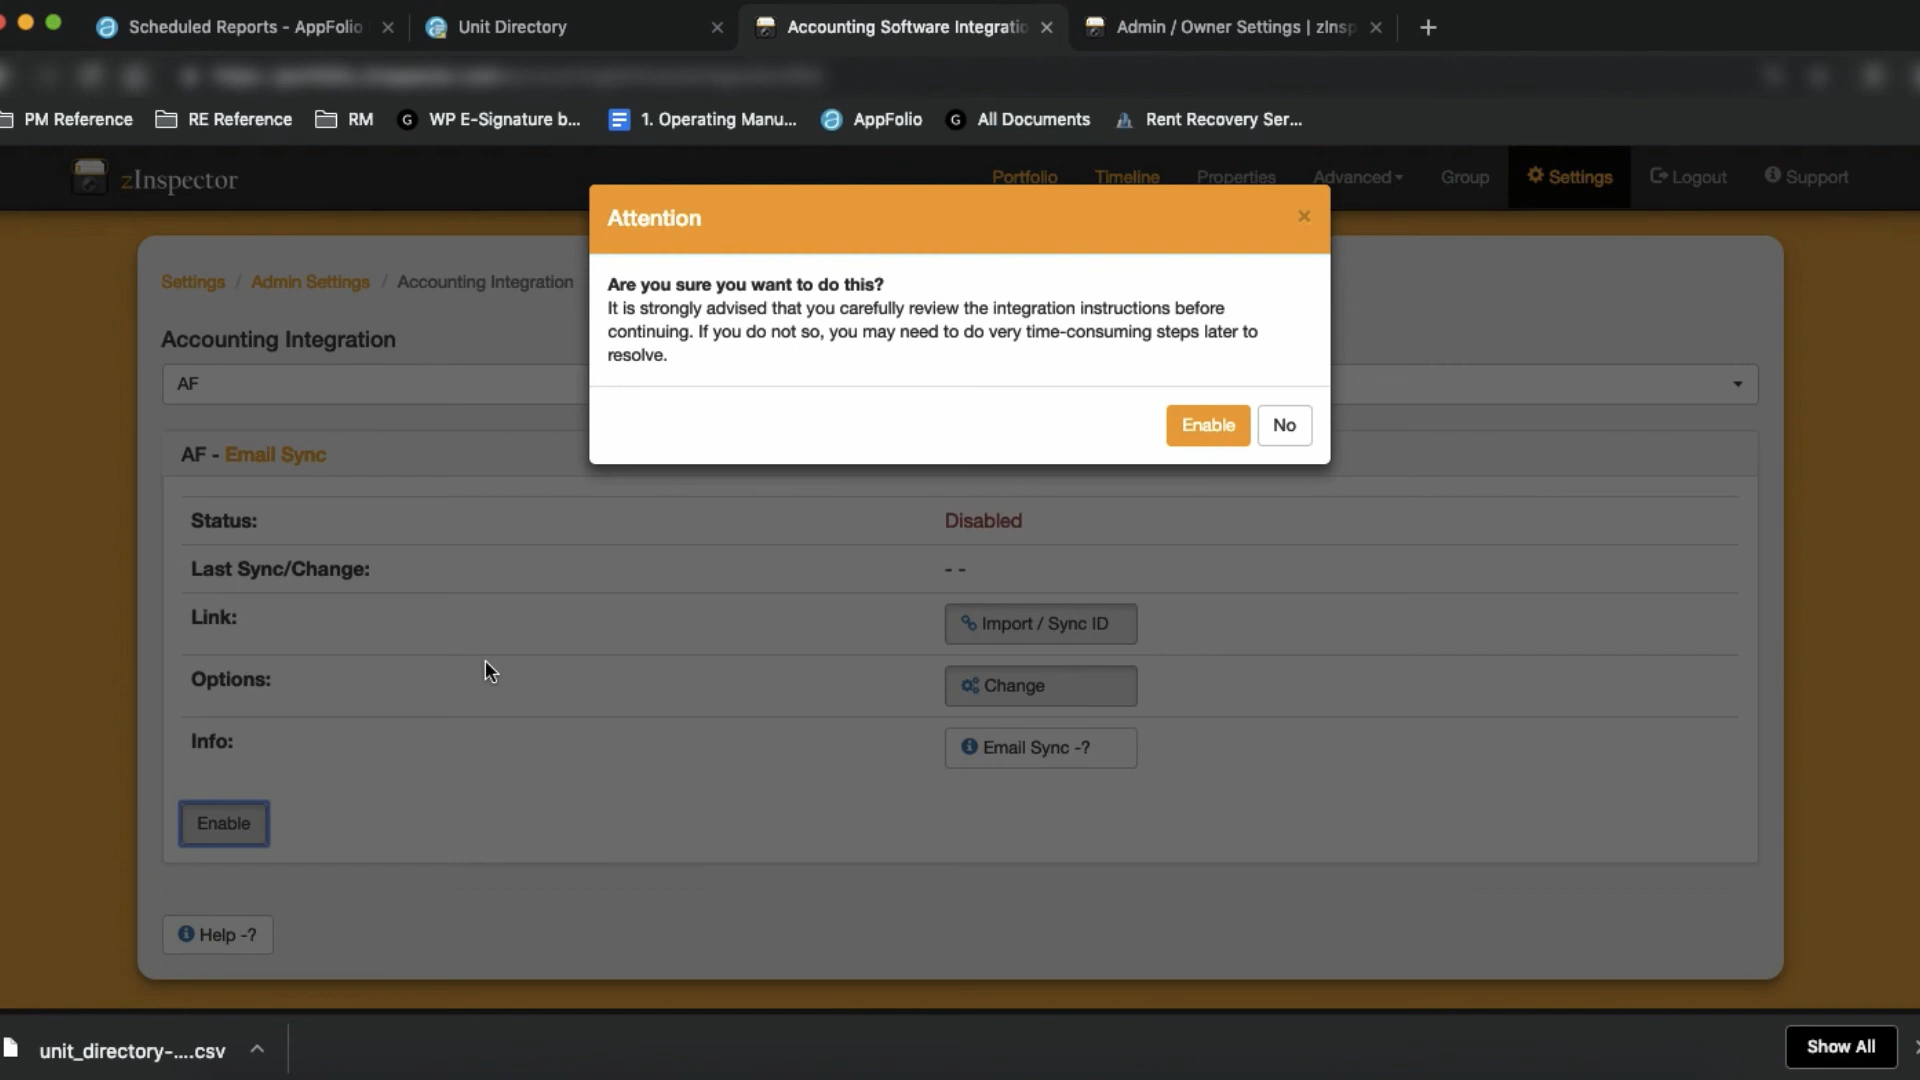 Scheduled Reports - AppFolio
Unit Directory
Accounting Software Integratio
Admin / Owner Settings | zInsp
PM Reference
RE Reference
RM
WP E-Signature b...
1. Operating Manu...
AppFolio
All Documents
Rent Recovery Ser...
zInspector
Portfolio
Timeline
Properties
Advanced
Group
Settings
Logout
Support
Attention
×
Settings / Admin Settings / Accounting Integration
Are you sure you want to do this?
It is strongly advised that you carefully review the integration instructions before
continuing. If you do not so, you may need to do very time-consuming steps later to
resolve.
Accounting Integration
AF
Enable
No
AF - Email Sync
Status:
Disabled
Last Sync/Change:
- -
Link:
Import / Sync ID
Options:
Change
Info:
Email Sync -?
Enable
Help -?
unit_directory-....csv
Show All